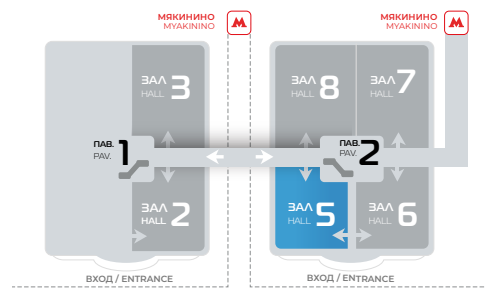 МЯКИНИНО
MYAKININO
МЯКИНИНО
MYAKININO
ЗАЛ
HALL 3
ЗАЛ
HALL 8
ЗАЛ
HALL 7
ПАВ.
PAV. 1
ПАВ.
PAV. 2
ЗАЛ
HALL 2
ЗАЛ
HALL 5
ЗАЛ
HALL 6
ВХОД / ENTRANCE
ВХОД / ENTRANCE